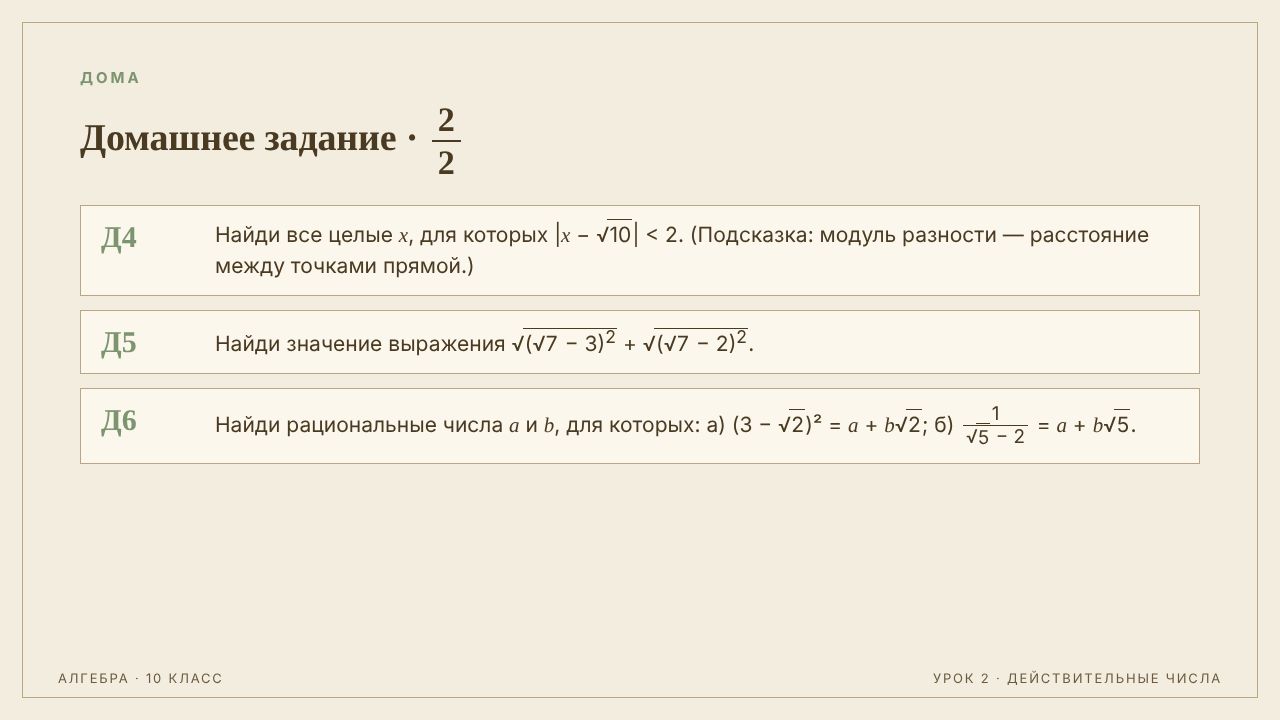 ДОМА
Домашнее задание · 2/2
Д4
Найди все целые x, для которых |x − √10| < 2. (Подсказка: модуль разности — расстояние
между точками прямой.)
Д5
Найди значение выражения √(√7 − 3)² + √(√7 − 2)².
Д6
Найди рациональные числа a и b, для которых: а) (3 − √2)² = a + b√2; б) 1/(√5 − 2) = a + b√5.
АЛГЕБРА · 10 КЛАСС
УРОК 2 · ДЕЙСТВИТЕЛЬНЫЕ ЧИСЛА